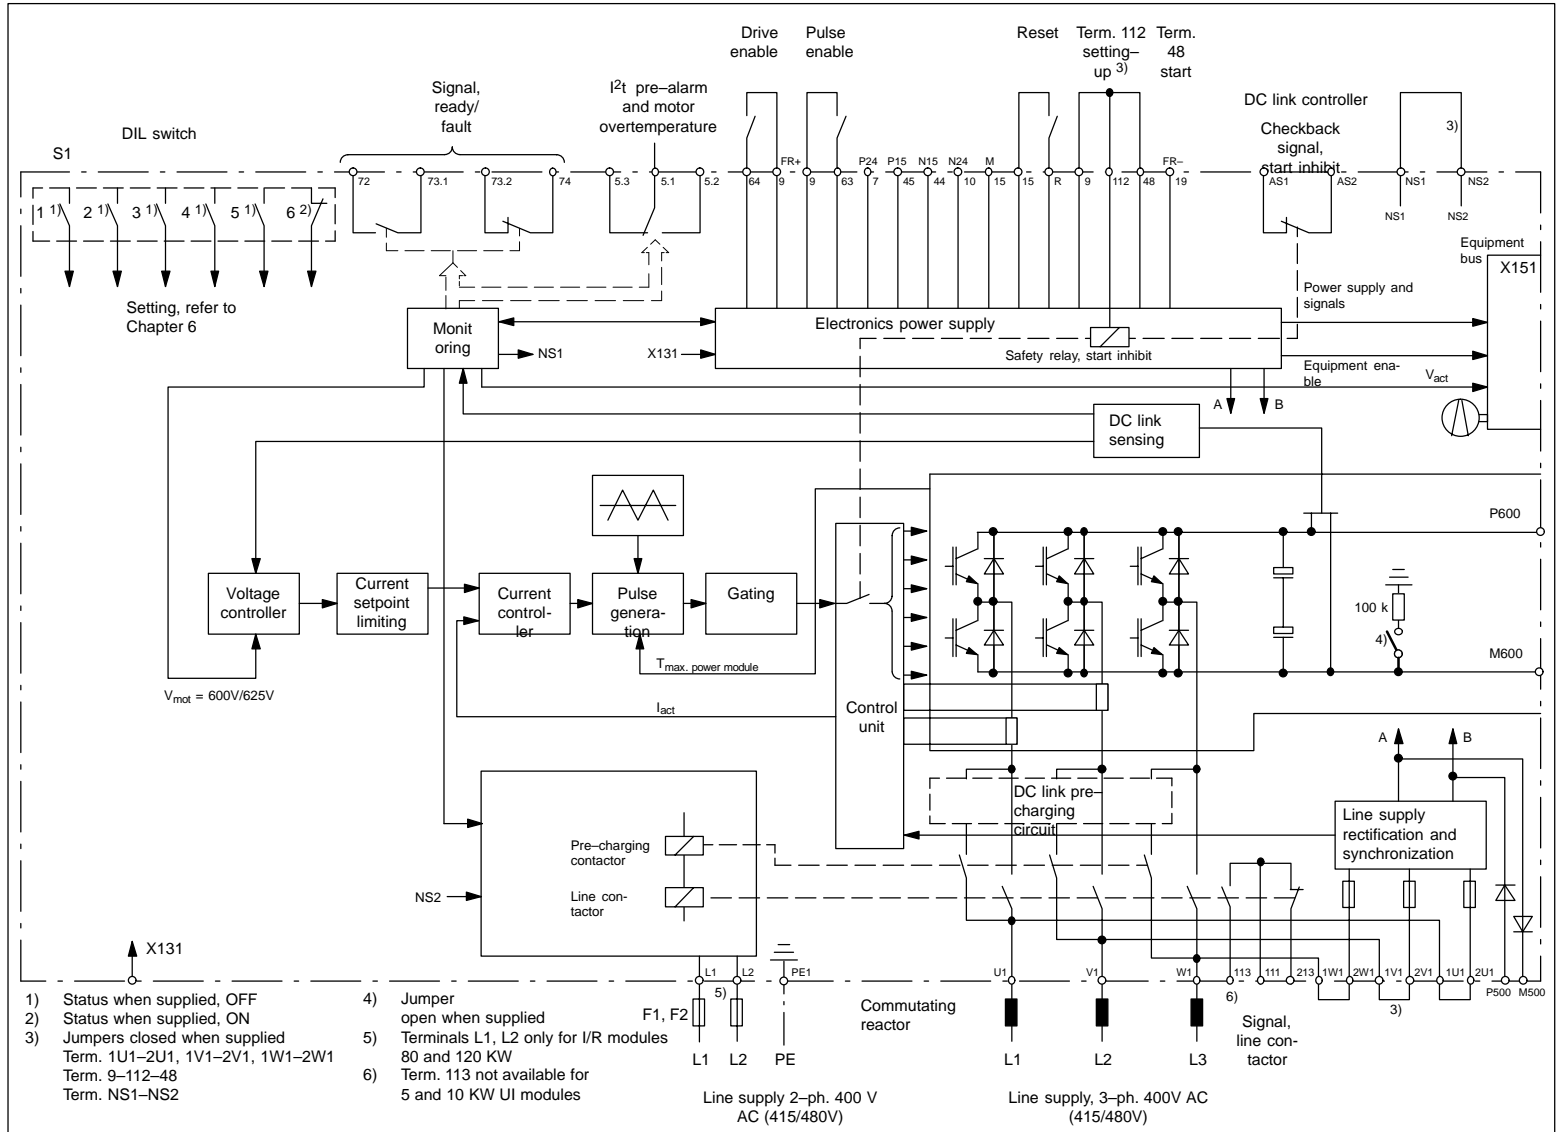 Drive
enable
Pulse
enable
Reset
Term. 112
setting–
up 3)
Term.
48
start
Signal,
ready/
fault
I2t pre–alarm
and motor
overtemperature
DC link controller
Checkback
signal,
start inhibit
3)
DIL switch
S1
FR+
P24
P15
N15
N24
M
FR–
72
73.1
73.2
74
5.3
5.1
5.2
64
9
9
63
7
45
44
10
15
15
R
9
112
48
19
AS1
AS2
NS1
NS2
1 1)
2 1)
3 1)
4 1)
5 1)
6 2)
NS1
NS2
Equipment
bus
X151
Setting, refer to
Chapter 6
Power supply and
signals
Monit
oring
NS1
X131
Electronics power supply
Safety relay, start inhibit
Equipment ena–
ble
Vact
A
B
DC link
sensing
P600
Voltage
controller
Current
setpoint
limiting
Current
control–
ler
Pulse
genera–
tion
Gating
100 k
4)
M600
Tmax. power module
Vmot = 600V/625V
Iact
Control
unit
A
B
DC link pre–
charging
circuit
Line supply
rectification and
synchronization
Pre–charging
contactor
NS2
Line con–
tactor
X131
L1
L2
PE1
U1
V1
W1
113
111
213
1W1
2W1
1V1
2V1
1U1
2U1
P500
M500
5)
6)
3)
F1, F2
Commutating
reactor
Signal,
line con–
tactor
L1
L2
PE
L1
L2
L3
Line supply 2–ph. 400 V
AC (415/480V)
Line supply, 3–ph. 400V AC
(415/480V)
1) Status when supplied, OFF
2) Status when supplied, ON
3) Jumpers closed when supplied
Term. 1U1–2U1, 1V1–2V1, 1W1–2W1
Term. 9–112–48
Term. NS1–NS2
4) Jumper
open when supplied
5) Terminals L1, L2 only for I/R modules
80 and 120 KW
6) Term. 113 not available for
5 and 10 KW UI modules